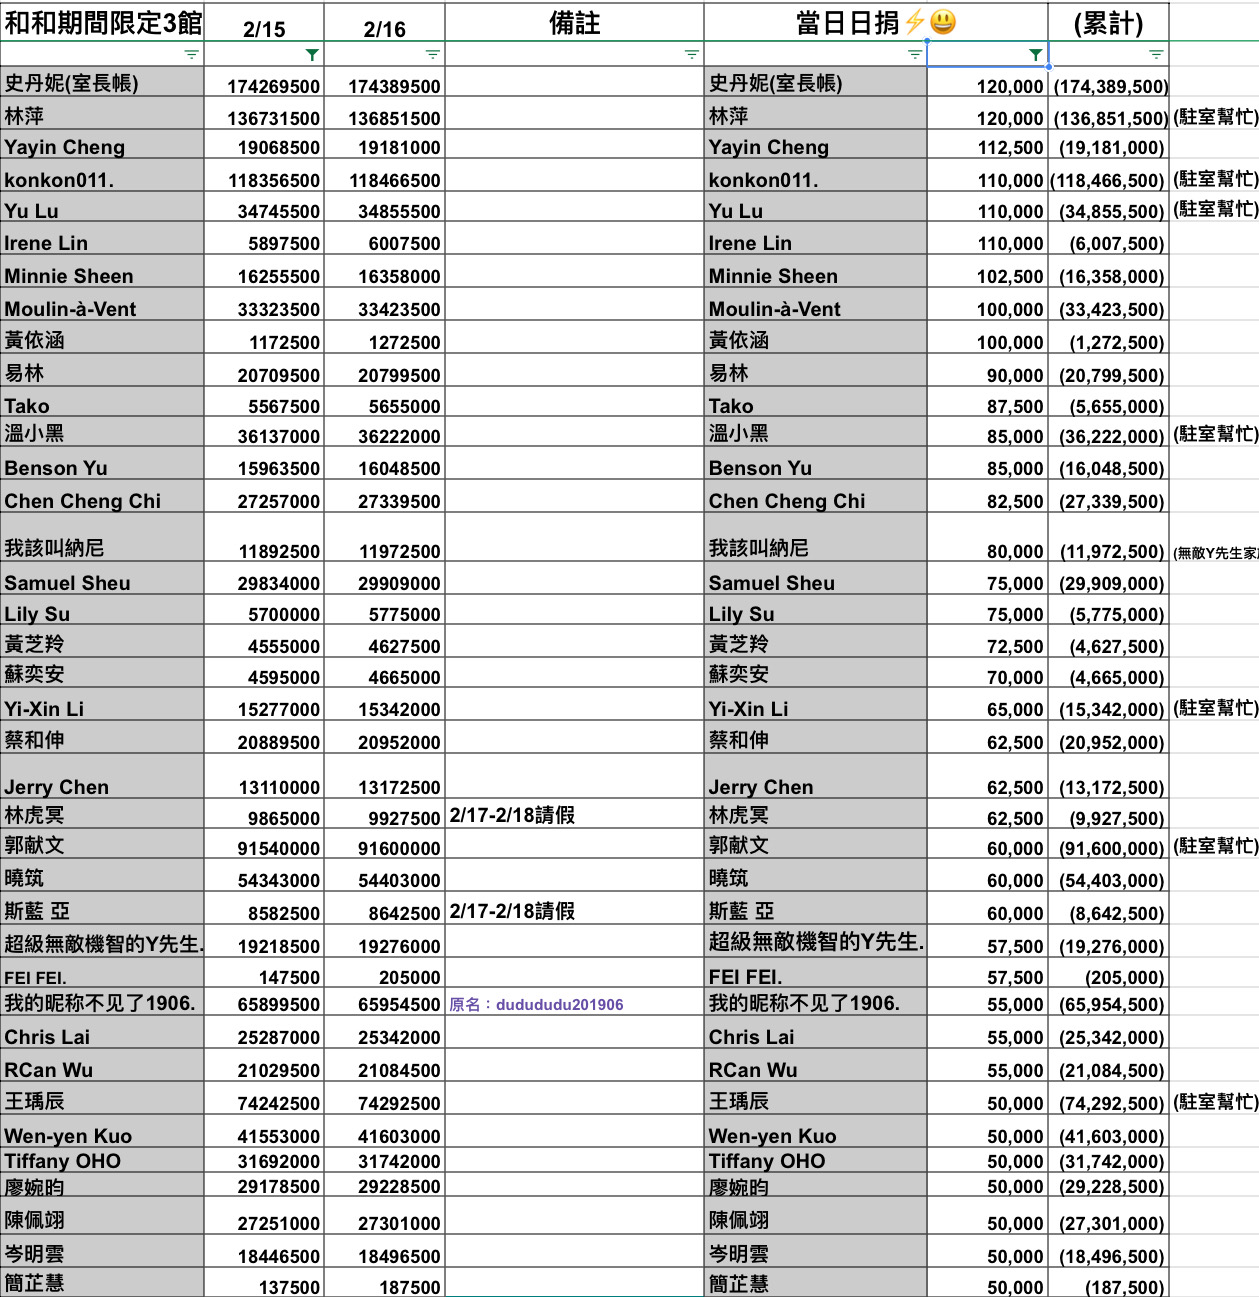 和和期間限定3館 2/15 2/16 備註 當日日捐⚡😃 (累計)
史丹妮(室長帳) 174269500 174389500 史丹妮(室長帳) 120,000 (174,389,500)
林萍 136731500 136851500 林萍 120,000 (136,851,500) (駐室幫忙)
Yayin Cheng 19068500 19181000 Yayin Cheng 112,500 (19,181,000)
konkon011. 118356500 118466500 konkon011. 110,000 (118,466,500) (駐室幫忙)
Yu Lu 34745500 34855500 Yu Lu 110,000 (34,855,500) (駐室幫忙)
Irene Lin 5897500 6007500 Irene Lin 110,000 (6,007,500)
Minnie Sheen 16255500 16358000 Minnie Sheen 102,500 (16,358,000)
Moulin-à-Vent 33323500 33423500 Moulin-à-Vent 100,000 (33,423,500)
黃依涵 1172500 1272500 黃依涵 100,000 (1,272,500)
易林 20709500 20799500 易林 90,000 (20,799,500)
Tako 5567500 5655000 Tako 87,500 (5,655,000)
溫小黑 36137000 36222000 溫小黑 85,000 (36,222,000) (駐室幫忙)
Benson Yu 15963500 16048500 Benson Yu 85,000 (16,048,500)
Chen Cheng Chi 27257000 27339500 Chen Cheng Chi 82,500 (27,339,500)
我該叫納尼 11892500 11972500 我該叫納尼 80,000 (11,972,500) (無敵Y先生家
Samuel Sheu 29834000 29909000 Samuel Sheu 75,000 (29,909,000)
Lily Su 5700000 5775000 Lily Su 75,000 (5,775,000)
黃芝羚 4555000 4627500 黃芝羚 72,500 (4,627,500)
蘇奕安 4595000 4665000 蘇奕安 70,000 (4,665,000)
Yi-Xin Li 15277000 15342000 Yi-Xin Li 65,000 (15,342,000) (駐室幫忙)
蔡和伸 20889500 20952000 蔡和伸 62,500 (20,952,000)
Jerry Chen 13110000 13172500 Jerry Chen 62,500 (13,172,500)
林虎冥 9865000 9927500 2/17-2/18請假 林虎冥 62,500 (9,927,500)
郭献文 91540000 91600000 郭献文 60,000 (91,600,000) (駐室幫忙)
曉筑 54343000 54403000 曉筑 60,000 (54,403,000)
斯藍 亞 8582500 8642500 2/17-2/18請假 斯藍 亞 60,000 (8,642,500)
超級無敵機智的Y先生. 19218500 19276000 超級無敵機智的Y先生. 57,500 (19,276,000)
FEI FEI. 147500 205000 FEI FEI. 57,500 (205,000)
我的昵称不见了1906. 65899500 65954500 原名：dudududu201906 我的昵称不见了1906. 55,000 (65,954,500)
Chris Lai 25287000 25342000 Chris Lai 55,000 (25,342,000)
RCan Wu 21029500 21084500 RCan Wu 55,000 (21,084,500)
王瑀辰 74242500 74292500 王瑀辰 50,000 (74,292,500) (駐室幫忙)
Wen-yen Kuo 41553000 41603000 Wen-yen Kuo 50,000 (41,603,000)
Tiffany OHO 31692000 31742000 Tiffany OHO 50,000 (31,742,000)
廖婉昀 29178500 29228500 廖婉昀 50,000 (29,228,500)
陳佩翊 27251000 27301000 陳佩翊 50,000 (27,301,000)
岑明雲 18446500 18496500 岑明雲 50,000 (18,496,500)
簡芷慧 137500 187500 簡芷慧 50,000 (187,500)